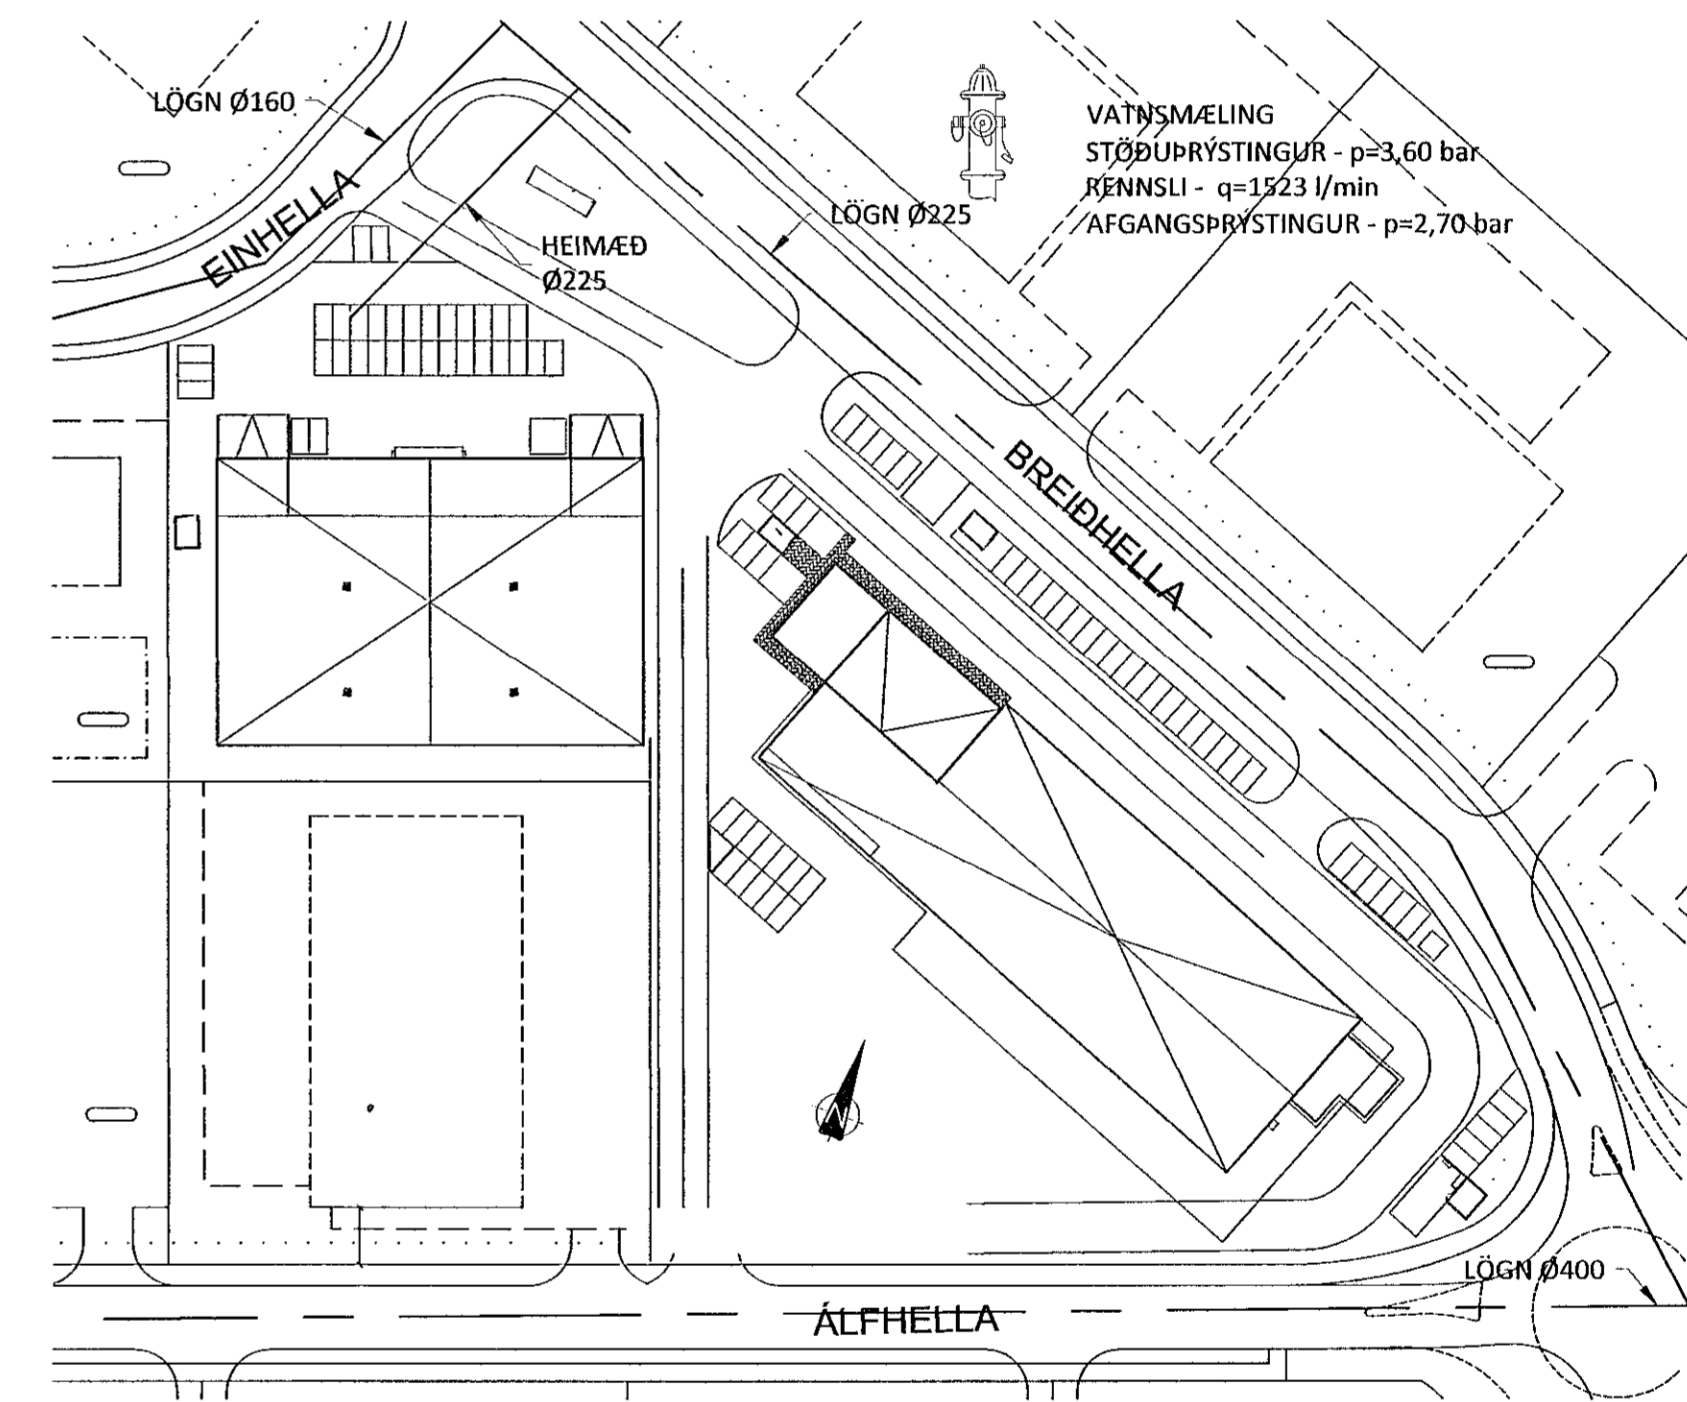 LÖGN Ø160
EINHELLA
HEIMÆÐ
Ø225
LÖGN Ø225
VATNSMÆLING
STÖÐUÞRÝSTINGUR - p=3,60 bar
RENNSLI - q=1523 l/min
AFGANGSÞRÝSTINGUR - p=2,70 bar
BREIÐHELLA
N
LÖGN Ø400
ÁLFHELLA